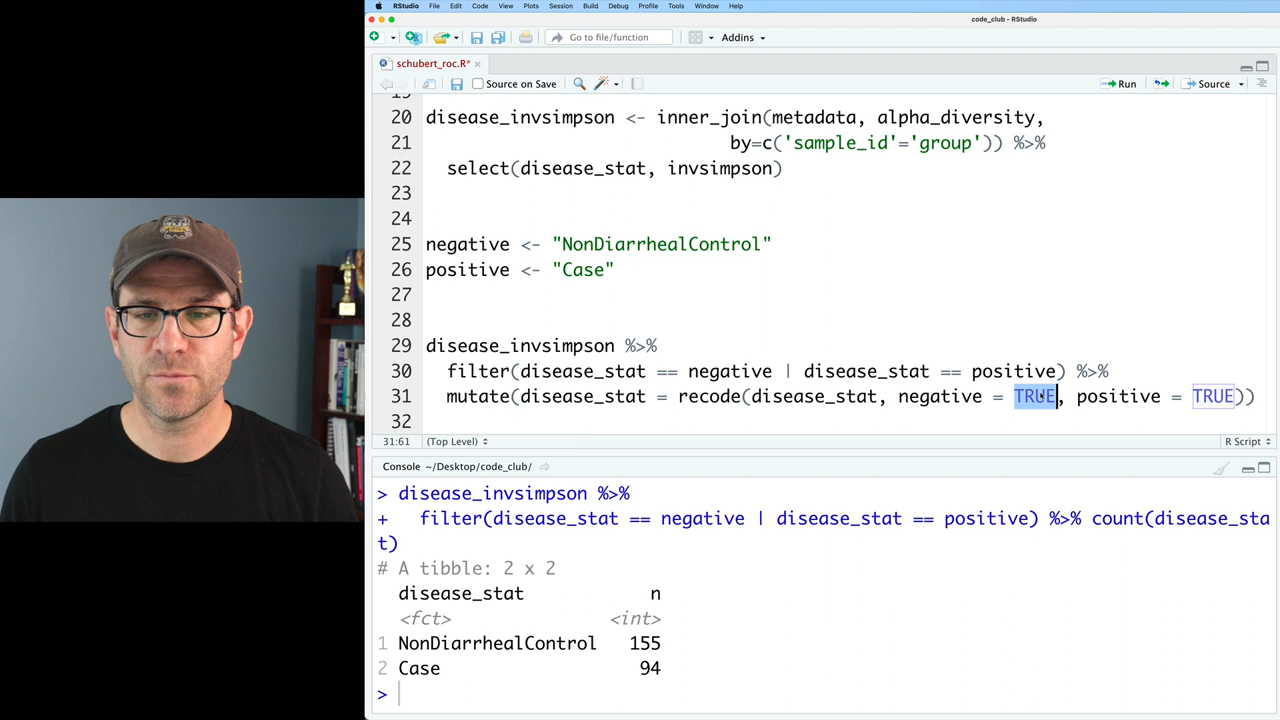 RStudio File Edit Code View Plots Session Build Debug Profile Tools Window Help
code_club - RStudio
Go to file/function Addins
schubert_roc.R*
Source on Save Run Source
19
20 disease_invsimpson <- inner_join(metadata, alpha_diversity,
21 by=c('sample_id'='group')) %>%
22 select(disease_stat, invsimpson)
23
24
25 negative <- "NonDiarrhealControl"
26 positive <- "Case"
27
28
29 disease_invsimpson %>%
30 filter(disease_stat == negative | disease_stat == positive) %>%
31 mutate(disease_stat = recode(disease_stat, negative = TRUE, positive = TRUE))
32
31:61 (Top Level) R Script
Console ~/Desktop/code_club/
> disease_invsimpson %>%
+ filter(disease_stat == negative | disease_stat == positive) %>% count(disease_sta
t)
# A tibble: 2 x 2
disease_stat n
<fct> <int>
1 NonDiarrhealControl 155
2 Case 94
>